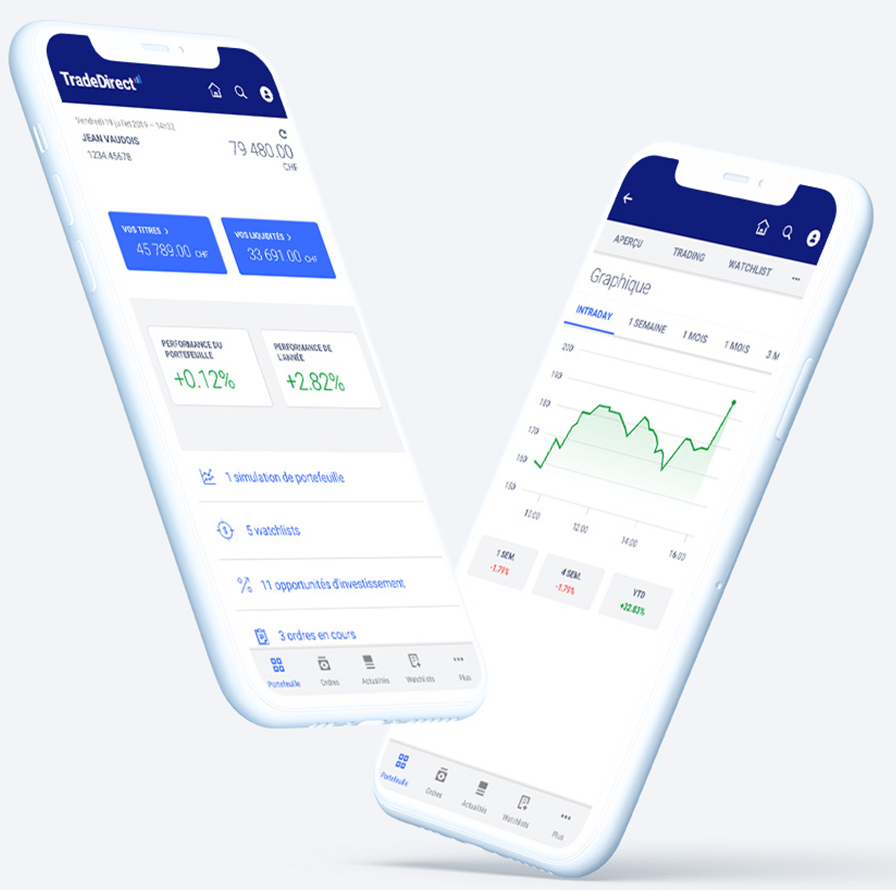 TradeDirect
Vendredi 19 juillet 2019 - 14h32
JEAN VAUDOIS
1234.45678
79 480.00
CHF
VOS TITRES >
45 789.00 CHF
VOS LIQUIDITÉS >
33 691.00 CHF
PERFORMANCE DU
PORTEFEUILLE
+0.12%
PERFORMANCE DE
L'ANNÉE
+2.82%
1 simulation de portefeuille
5 watchlists
11 opportunités d'investissement
3 ordres en cours
Portefeuille
Ordres
Actualités
Watchlists
Plus
APERÇU
TRADING
WATCHLIST
Graphique
INTRADAY
1 SEMAINE
1 MOIS
1 MOIS
3 M
200
190
180
170
160
150
12:00
14:00
16:00
1 SEM.
-1.79%
4 SEM.
-1.79%
YTD
+32.83%
Portefeuille
Ordres
Actualités
Watchlists
Plus